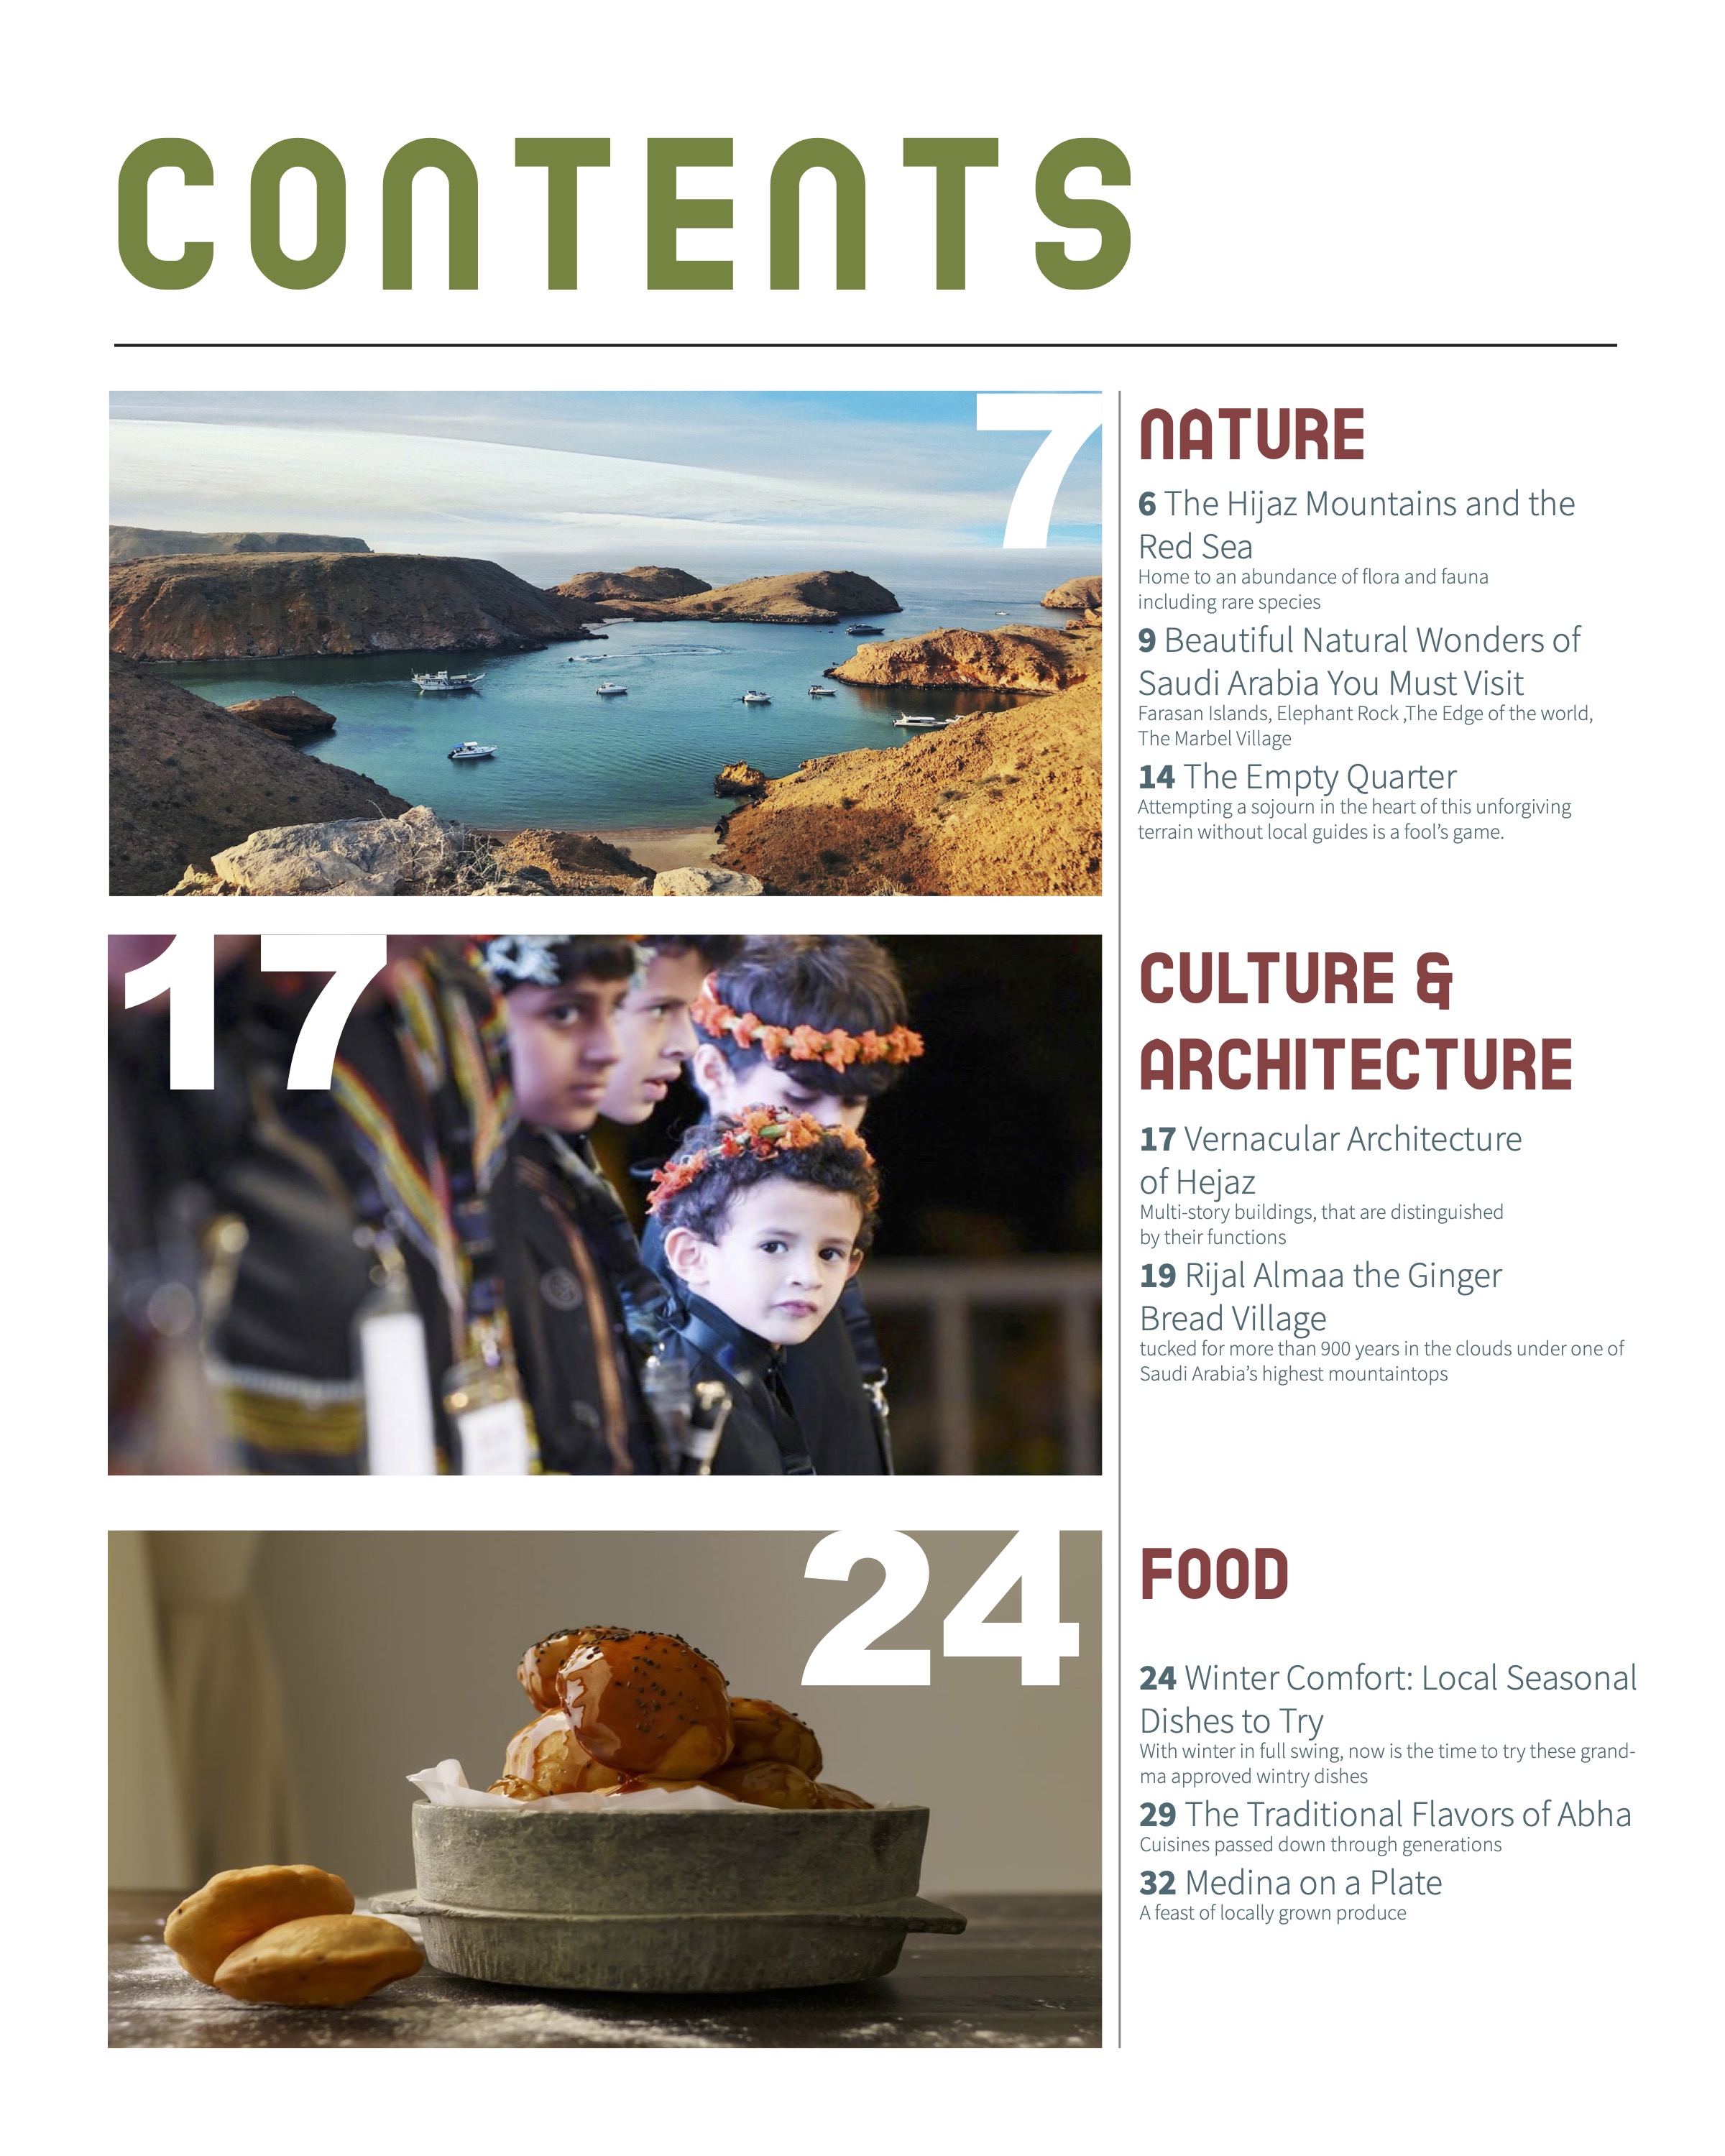 CONTENTS
7
NATURE
6 The Hijaz Mountains and the
Red Sea
Home to an abundance of flora and fauna
including rare species
9 Beautiful Natural Wonders of
Saudi Arabia You Must Visit
Farasan Islands, Elephant Rock ,The Edge of the world,
The Marbel Village
14 The Empty Quarter
Attempting a sojourn in the heart of this unforgiving
terrain without local guides is a fool’s game.
17
CULTURE &
ARCHITECTURE
17 Vernacular Architecture
of Hejaz
Multi-story buildings, that are distinguished
by their functions
19 Rijal Almaa the Ginger
Bread Village
tucked for more than 900 years in the clouds under one of
Saudi Arabia’s highest mountaintops
24
FOOD
24 Winter Comfort: Local Seasonal
Dishes to Try
With winter in full swing, now is the time to try these grand-
ma approved wintry dishes
29 The Traditional Flavors of Abha
Cuisines passed down through generations
32 Medina on a Plate
A feast of locally grown produce